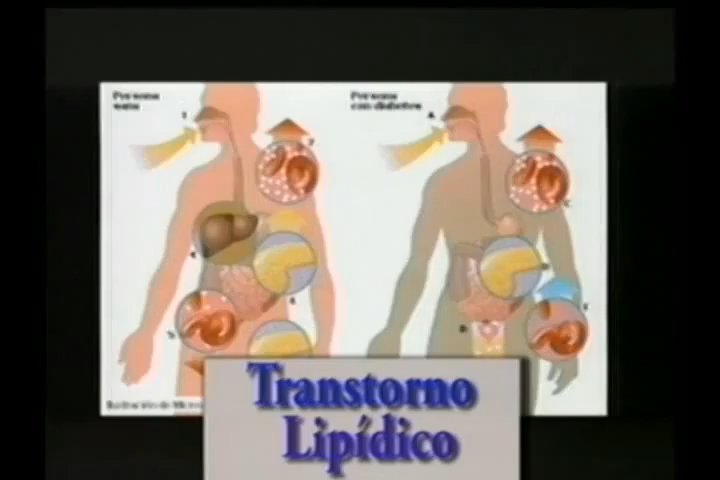 Persona
sana
Persona
con diabetes
Transtorno
Lipídico